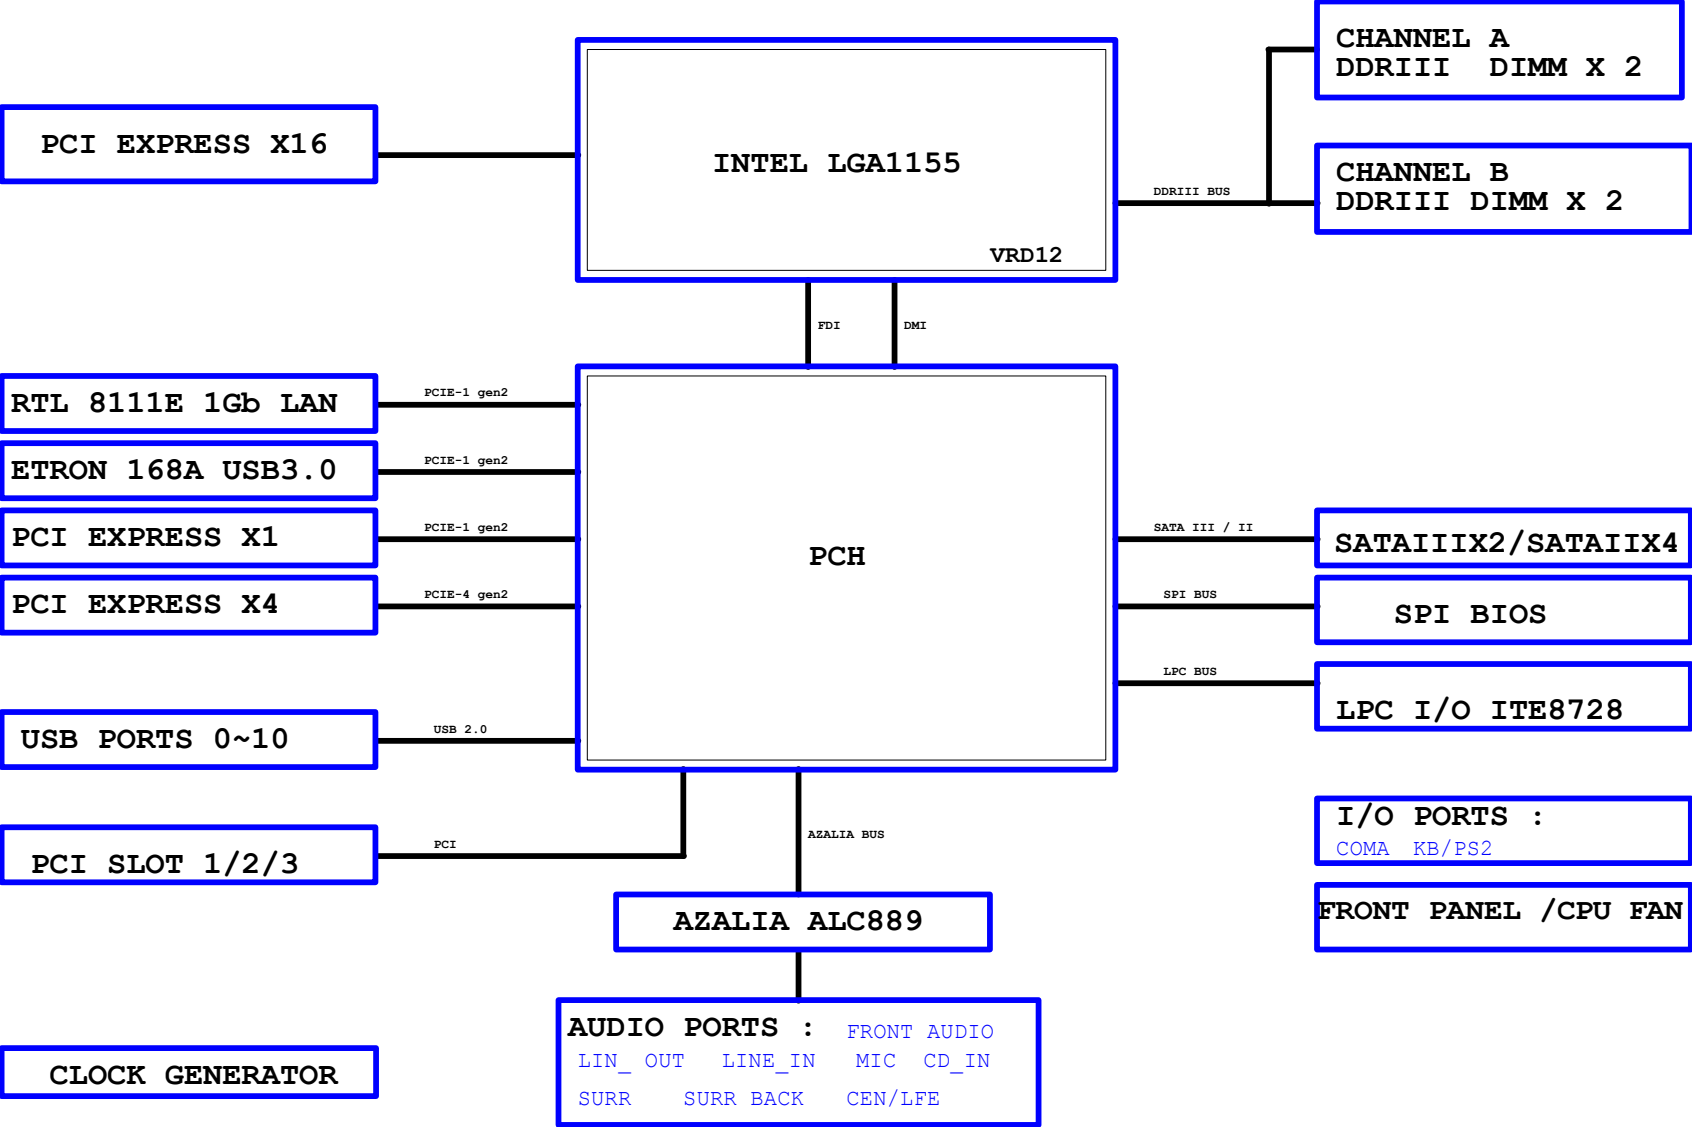 CHANNEL A
DDRIII DIMM X 2
PCI EXPRESS X16
INTEL LGA1155
CHANNEL B
DDRIII DIMM X 2
DDRIII BUS
VRD12
FDI
DMI
RTL 8111E 1Gb LAN
PCIE-1 gen2
ETRON 168A USB3.0
PCIE-1 gen2
PCI EXPRESS X1
PCIE-1 gen2
PCH
SATA III / II
SATAIIIX2/SATAIIX4
PCI EXPRESS X4
PCIE-4 gen2
SPI BUS
SPI BIOS
LPC BUS
LPC I/O ITE8728
USB PORTS 0~10
USB 2.0
I/O PORTS :
COMA KB/PS2
PCI SLOT 1/2/3
PCI
AZALIA BUS
AZALIA ALC889
FRONT PANEL /CPU FAN
AUDIO PORTS : FRONT AUDIO
LIN_ OUT LINE_IN MIC CD_IN
SURR SURR BACK CEN/LFE
CLOCK GENERATOR